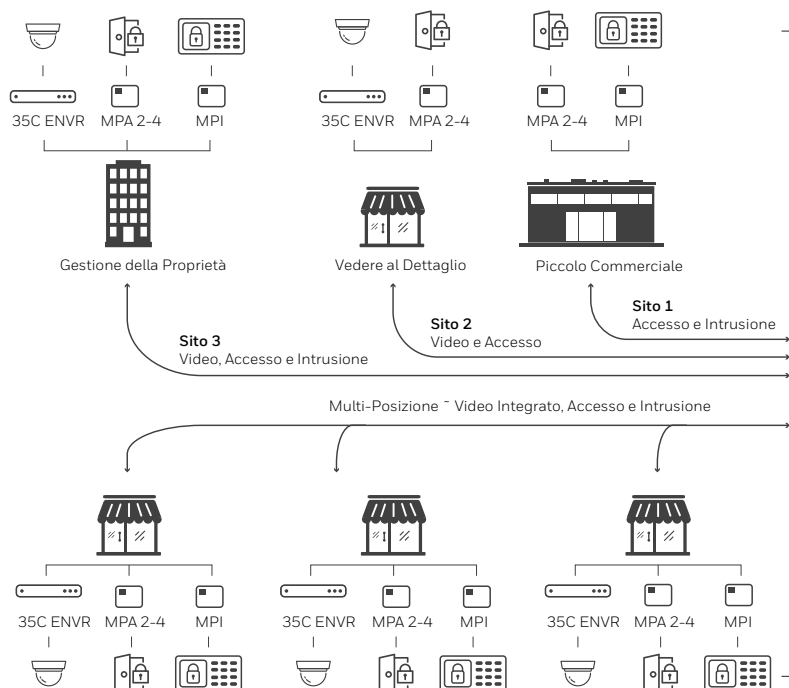 35C ENVR MPA 2-4 MPI
35C ENVR MPA 2-4
MPA 2-4 MPI
Gestione della Proprietà
Vedere al Dettaglio
Piccolo Commerciale
Sito 1
Accesso e Intrusione
Sito 2
Video e Accesso
Sito 3
Video, Accesso e Intrusione
Multi-Posizione ˜ Video Integrato, Accesso e Intrusione
35C ENVR MPA 2-4 MPI
35C ENVR MPA 2-4 MPI
35C ENVR MPA 2-4 MPI